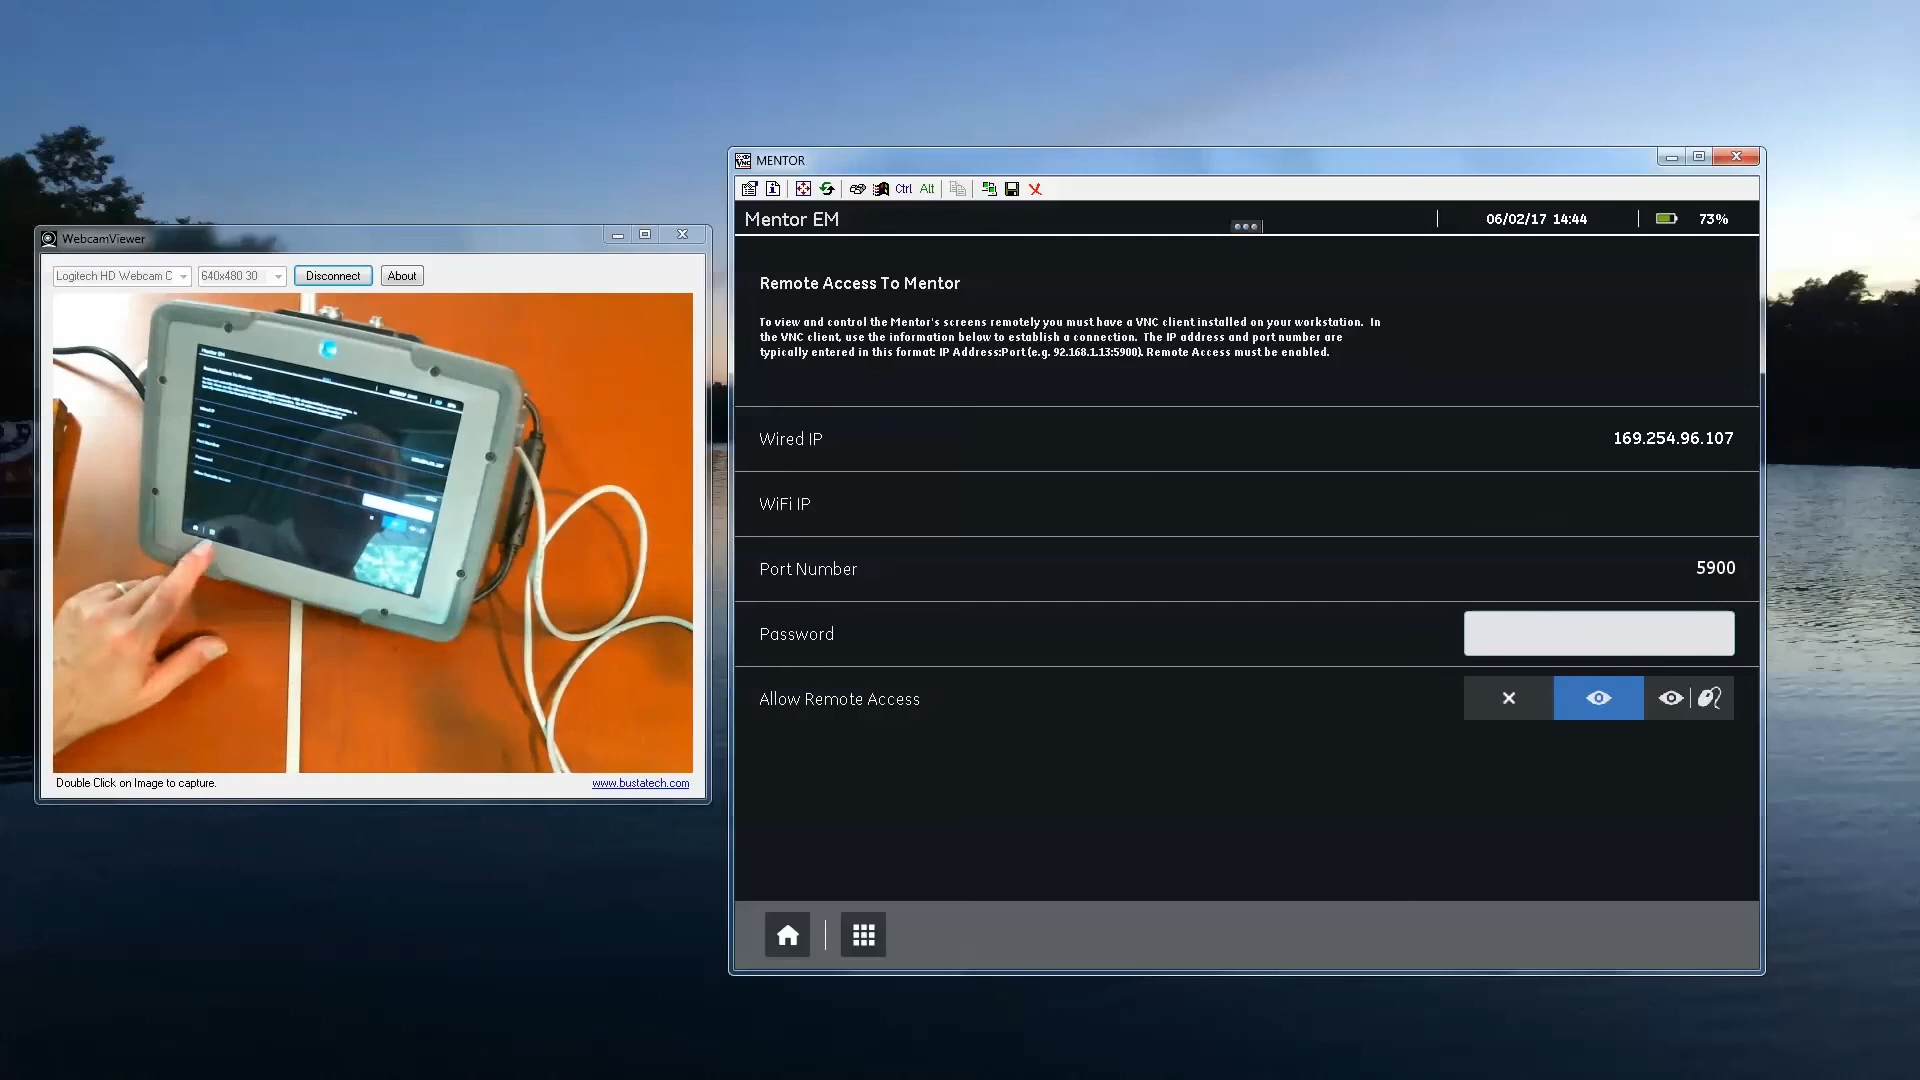 WebcamViewer
Logitech HD Webcam C
640x480 30
Disconnect
About
Double Click on Image to capture.
www.bustatech.com
MENTOR
Ctrl
Alt
Mentor EM
06/02/17 14:44
73%
Remote Access To Mentor
To view and control the Mentor's screens remotely you must have a VNC client installed on your workstation. In
the VNC client, use the information below to establish a connection. The IP address and port number are
typically entered in this format: IP Address:Port (e.g. 92.168.1.13:5900). Remote Access must be enabled.
Wired IP
169.254.96.107
WiFi IP
Port Number
5900
Password
Allow Remote Access